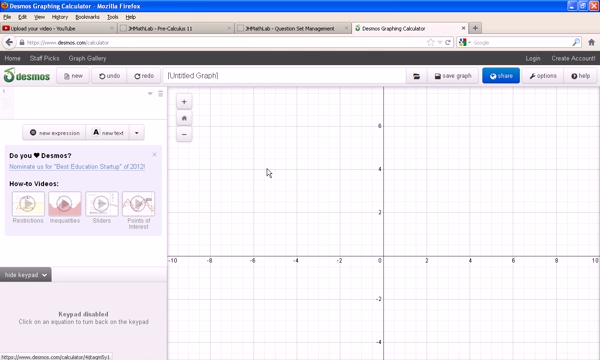 Desmos Graphing Calculator - Mozilla Firefox
File Edit View History Bookmarks Tools Help
Upload your video - YouTube
JHMathLab - Pre-Calculus 11
JHMathLab - Question Set Management
Desmos Graphing Calculator
https://www.desmos.com/calculator
Google
Home Staff Picks Graph Gallery Login Create Account!
desmos new undo redo [Untitled Graph] save graph share options help
1
new expression new text
Do you ♥ Desmos? ×
Nominate us for "Best Education Startup" of 2012!
How-to Videos:
Restrictions Inequalities Sliders Points of Interest
hide keypad
Keypad disabled
Click on an equation to turn back on the keypad
https://www.desmos.com/calculator/4jtaqm5y1
+
−
6
4
2
-10 -8 -6 -4 -2 0 2 4 6 8 10
-2
-4